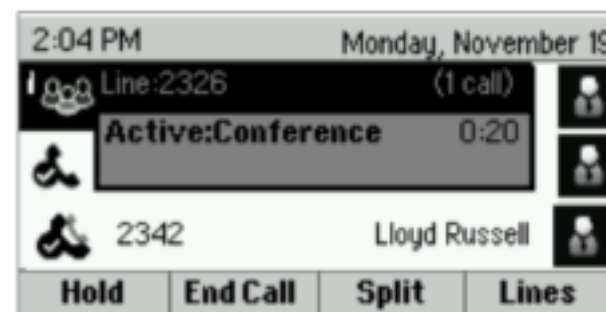 2:04 PM Monday, November 19
Line:2326 (1 call)
Active:Conference 0:20
2342 Lloyd Russell
Hold End Call Split Lines